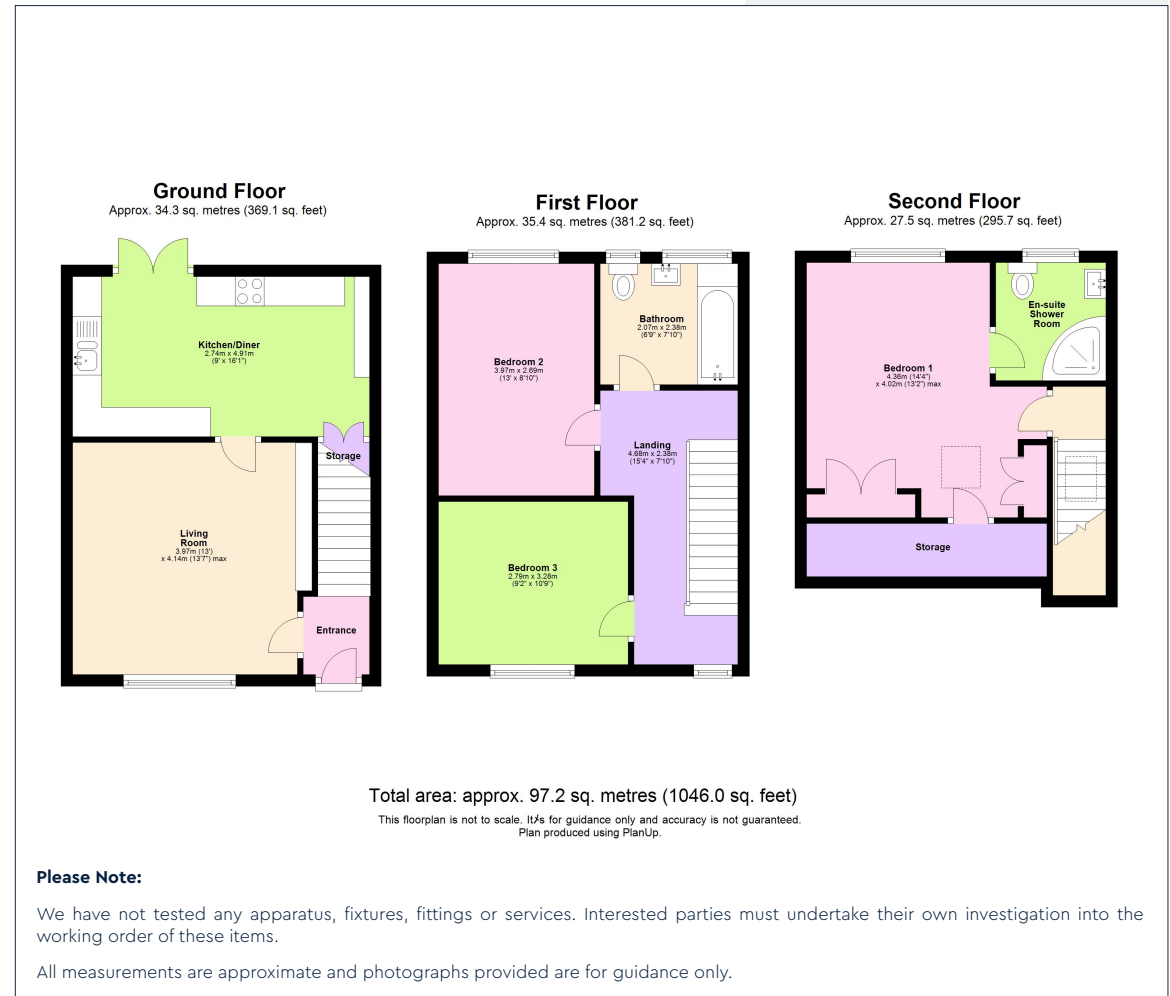 Ground Floor
Approx. 34.3 sq. metres (369.1 sq. feet)
Kitchen/Diner
2.74m x 4.91m
(9' x 16'1")
Storage
Living
Room
3.97m (13')
x 4.14m (13'7") max
Entrance
First Floor
Approx. 35.4 sq. metres (381.2 sq. feet)
Bathroom
2.07m x 2.38m
(6'9" x 7'10")
Bedroom 2
3.97m x 2.69m
(13' x 8'10")
Landing
4.68m x 2.38m
(15'4" x 7'10")
Bedroom 3
2.79m x 3.28m
(9'2" x 10'9")
Second Floor
Approx. 27.5 sq. metres (295.7 sq. feet)
En-suite
Shower
Room
Bedroom 1
4.36m (14'4")
x 4.02m (13'2") max
Storage
Total area: approx. 97.2 sq. metres (1046.0 sq. feet)
This floorplan is not to scale. It's for guidance only and accuracy is not guaranteed.
Plan produced using PlanUp.
Please Note:
We have not tested any apparatus, fixtures, fittings or services. Interested parties must undertake their own investigation into the
working order of these items.
All measurements are approximate and photographs provided are for guidance only.